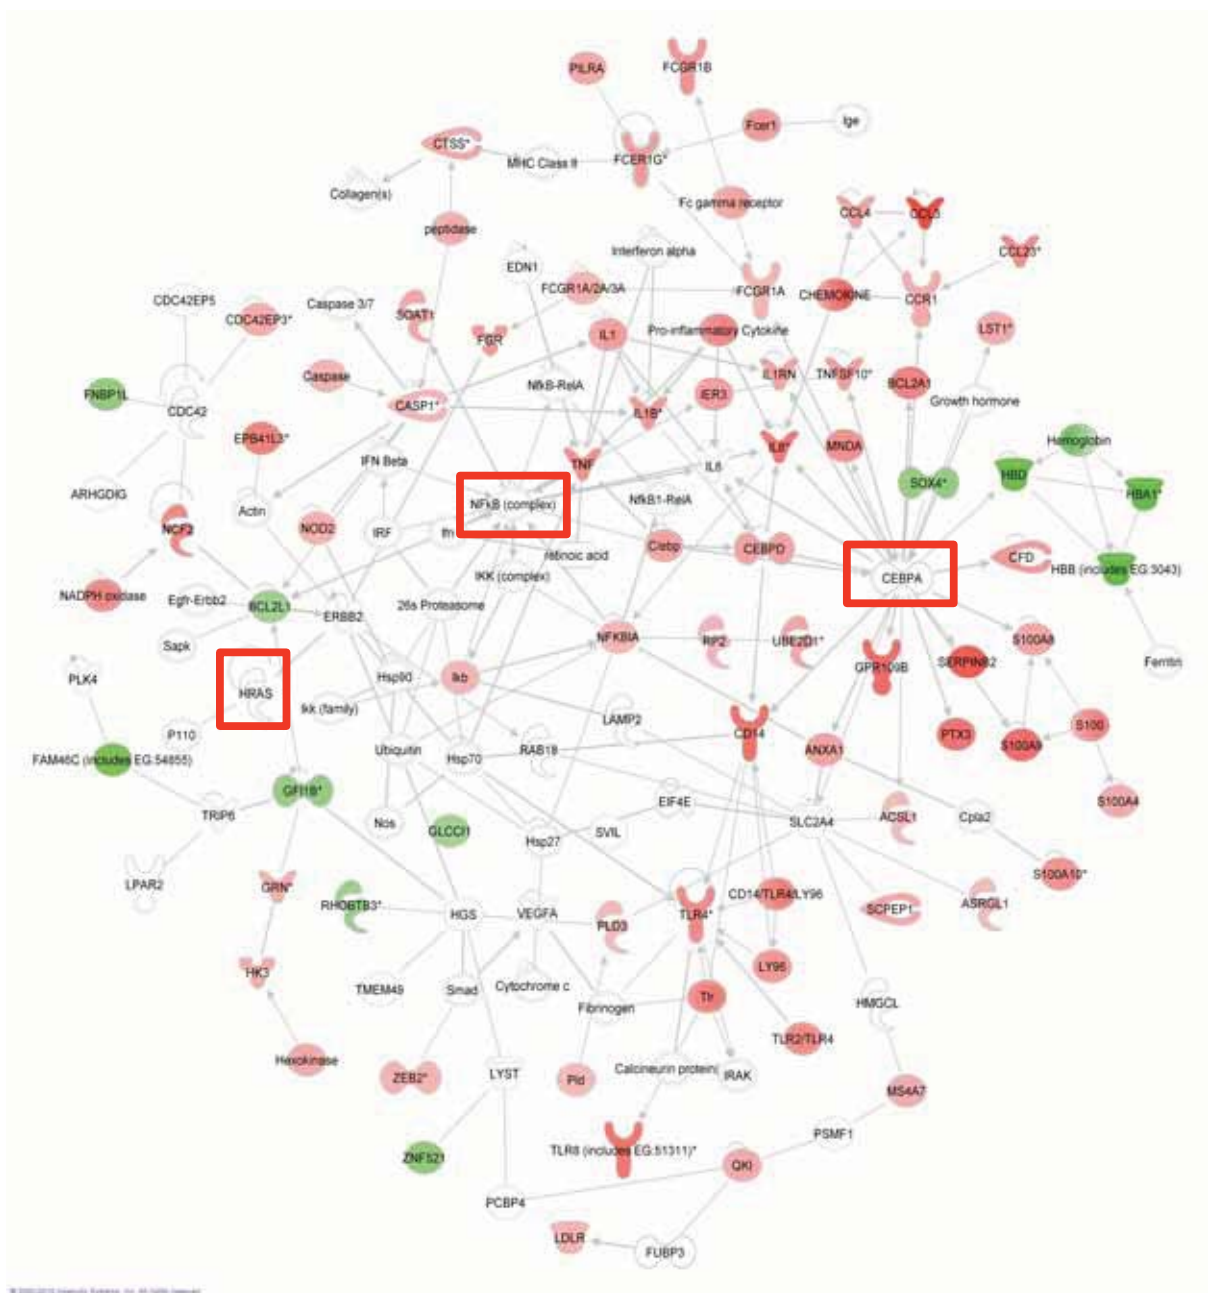 PILRA
FCGR1B
Fcer1
Ige
CTSS*
MHC Class II
FCER1G*
Collagen(s)
Fc gamma receptor
CCL4
CCL3
peptidase
CCL23*
Interferon alpha
EDN1
CDC42EP5
Caspase 3/7
FCGR1A/2A/3A
FCGR1A
CHEMOKINE
CCR1
CDC42EP3*
SOAT1
FGR
IL1
Pro-inflammatory Cytokine
LST1*
Caspase
NfkB-RelA
IL1RN
TNFSF10*
BCL2A1
FNBP1L
CDC42
CASP1*
IL1B*
IER3
Growth hormone
EPB41L3*
IL8*
MNDA
Hemoglobin
IFN Beta
TNF
IL6
HBD
ARHGDIG
SOX4*
HBA1*
NFkB (complex)
NfkB1-RelA
Actin
NCF2
NOD2
IRF
Ifn
retinoic acid
C/ebp
CEBPD
CFD
HBB (includes EG:3043)
IKK (complex)
CEBPA
NADPH oxidase
Egfr-Erbb2
BCL2L1
ERBB2
26s Proteasome
NFKBIA
RP2
UBE2D1*
S100A8
Sapk
GPR109B
SERPINB2
Ferritin
PLK4
HRAS
Hsp90
Ikb
Ikk (family)
LAMP2
P110
CD14
ANXA1
PTX3
S100A9
S100
FAM46C (includes EG:54855)
Ubiquitin
Hsp70
RAB18
GFI1B*
S100A4
TRIP6
Nos
GLCCI1
EIF4E
SLC2A4
ACSL1
Cpla2
Hsp27
SVIL
LPAR2
GRN*
S100A10*
RHOBTB3*
CD14/TLR4/LY96
HGS
VEGFA
PLD3
TLR4*
SCPEP1
ASRGL1
HK3
LY96
TMEM49
Smad
Cytochrome c
Fibrinogen
Tlr
HMGCL
TLR2/TLR4
Hexokinase
ZEB2*
LYST
Pld
Calcineurin protein(
IRAK
MS4A7
PSMF1
ZNF521
TLR8 (includes EG:51311)*
QKI
PCBP4
LDLR
FUBP3